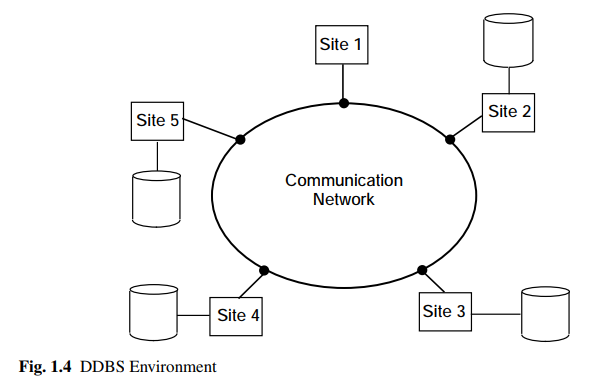 Site 1
Site 2
Site 5
Communication
Network
Site 3
Site 4
Fig. 1.4 DDBS Environment